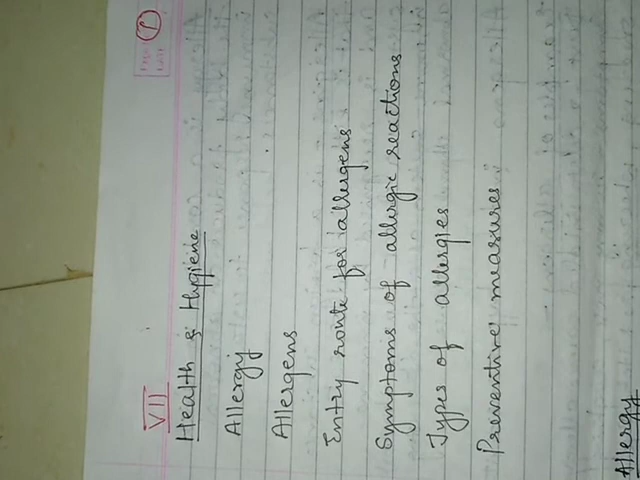 VII
Health & Hygiene
Allergy
Allergens
Entry route for allergens
Symptoms of allergic reactions
Types of allergies
Preventive measures
Allergy